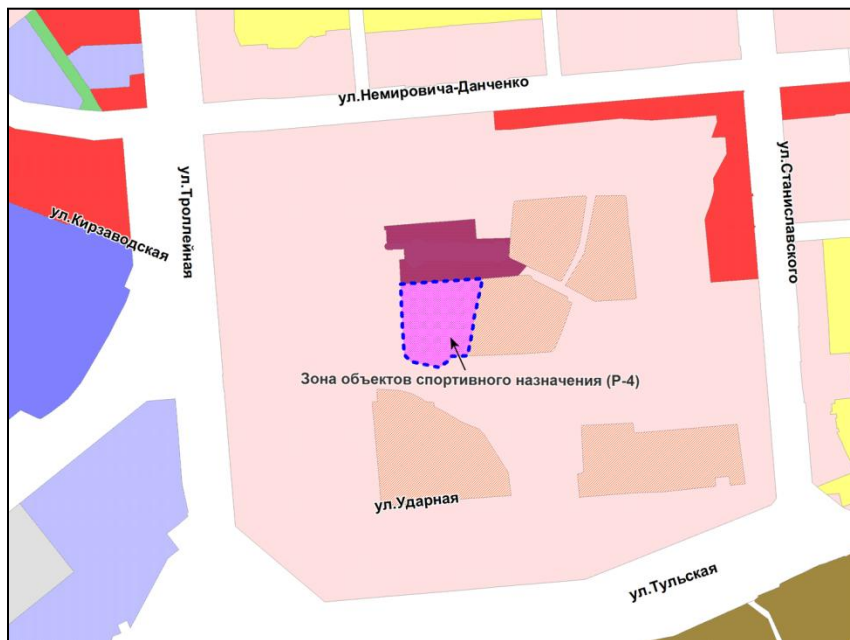 ул.Немировича-Данченко
ул.Троллейная
ул.Кирзаводская
ул.Станиславского
Зона объектов спортивного назначения (Р-4)
ул.Ударная
ул.Тульская